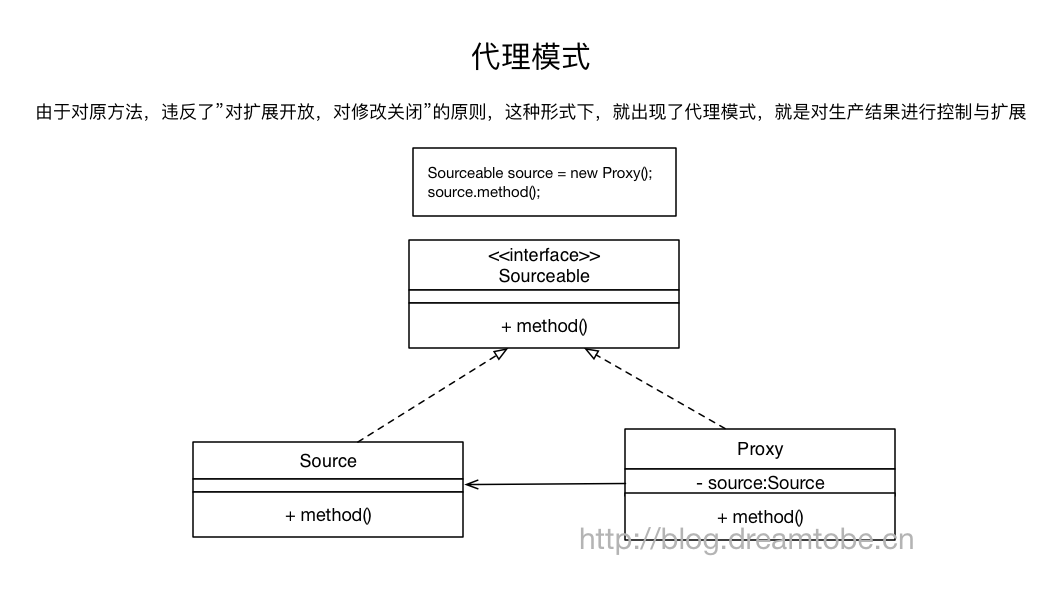 代理模式
由于对原方法，违反了”对扩展开放，对修改关闭”的原则，这种形式下，就出现了代理模式，就是对生产结果进行控制与扩展
Sourceable source = new Proxy();
source.method();
<<interface>>
Sourceable
+ method()
Source
+ method()
Proxy
- source:Source
+ method()
http://blog.dreamtobe.cn